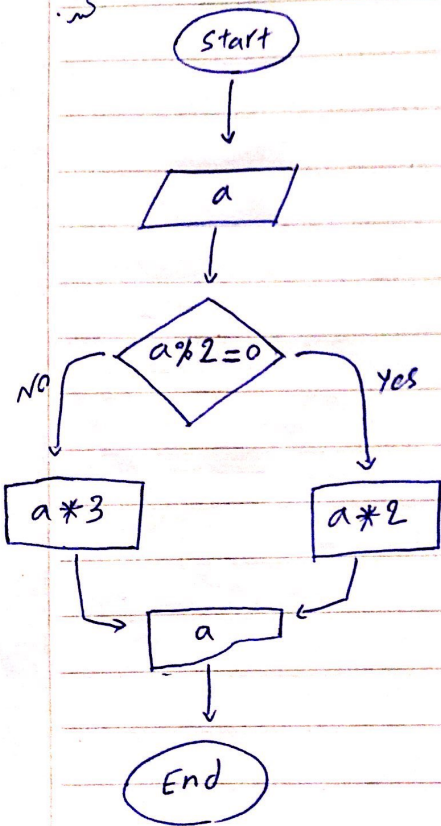 start
a
a%2=0
No
Yes
a*3
a*2
a
End